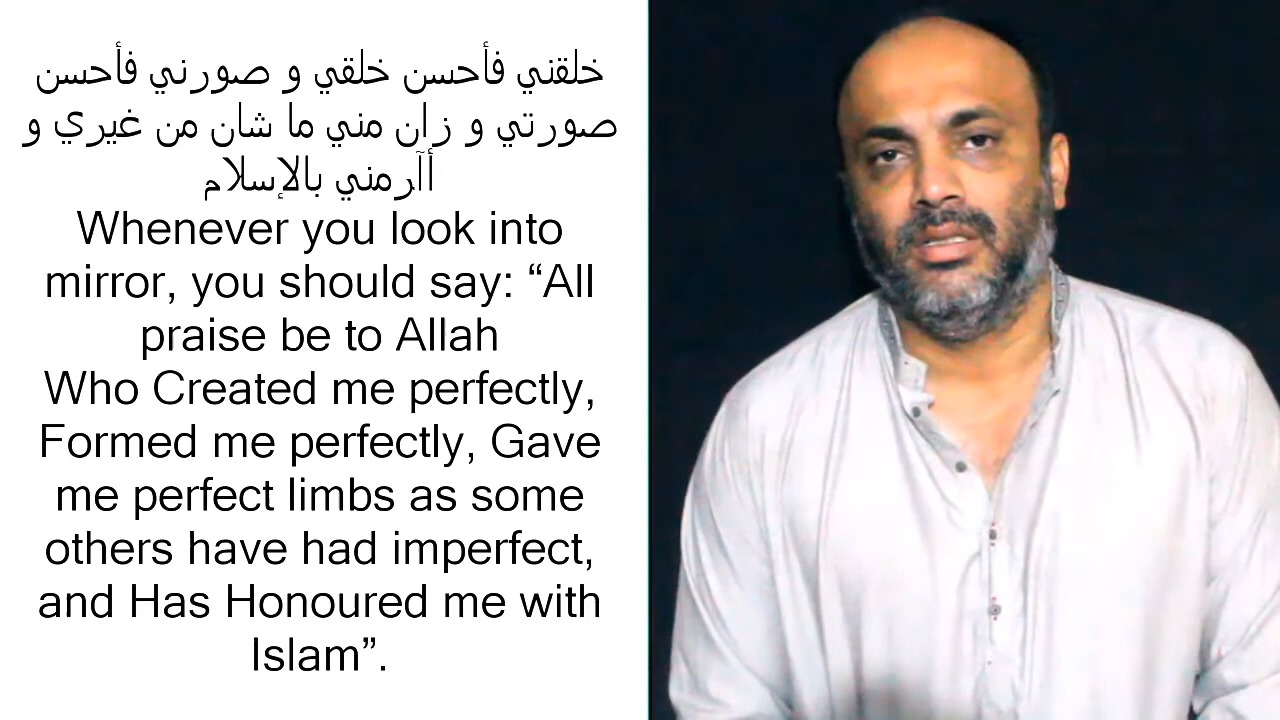 خلقني فأحسن خلقي و صورني فأحسن
صورتي و زان مني ما شان من غيري و
أآرمني بالإسلام
Whenever you look into
mirror, you should say: “All
praise be to Allah
Who Created me perfectly,
Formed me perfectly, Gave
me perfect limbs as some
others have had imperfect,
and Has Honoured me with
Islam”.